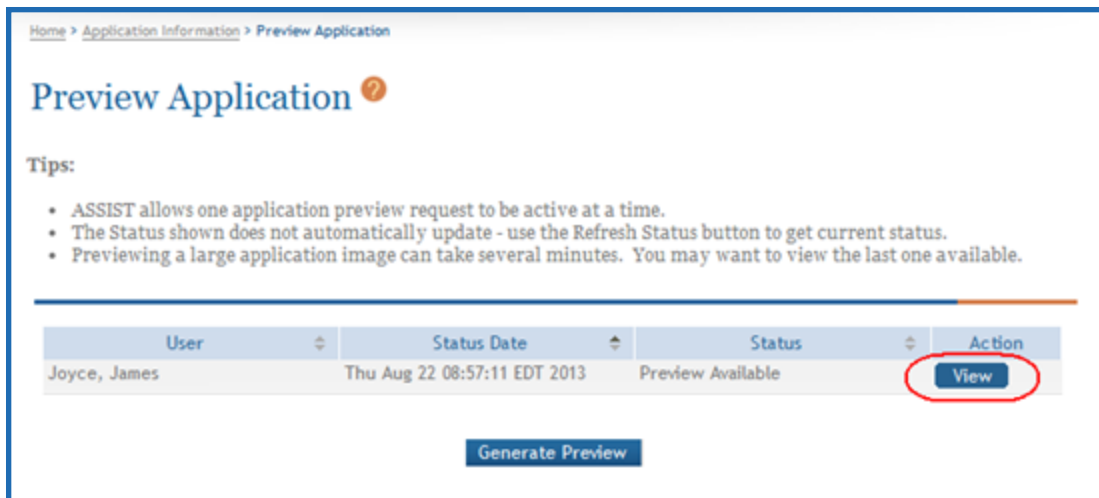 Home > Application Information > Preview Application
Preview Application ?
Tips:
• ASSIST allows one application preview request to be active at a time.
• The Status shown does not automatically update - use the Refresh Status button to get current status.
• Previewing a large application image can take several minutes. You may want to view the last one available.
User Status Date Status Action
Joyce, James Thu Aug 22 08:57:11 EDT 2013 Preview Available View
Generate Preview